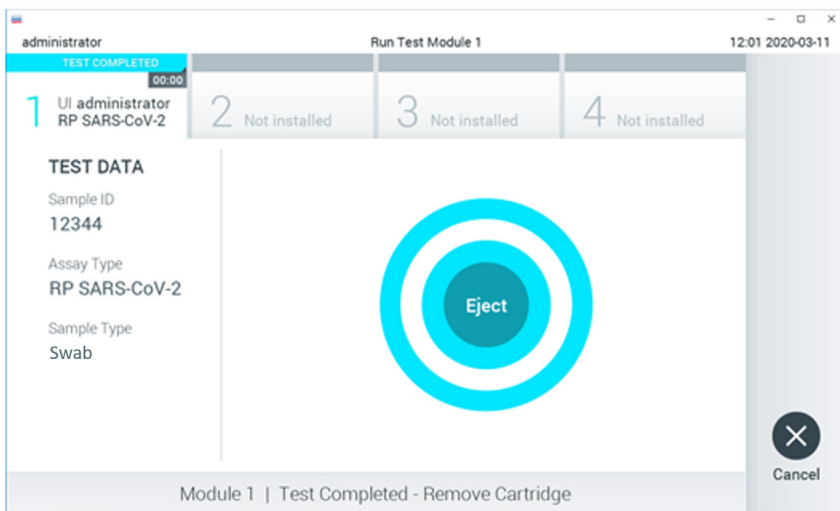 administrator Run Test Module 1 12:01 2020-03-11
TEST COMPLETED
00:00
1 UI administrator
RP SARS-CoV-2
2 Not installed
3 Not installed
4 Not installed
TEST DATA
Sample ID
12344
Assay Type
RP SARS-CoV-2
Sample Type
Swab
Eject
Cancel
Module 1 | Test Completed - Remove Cartridge